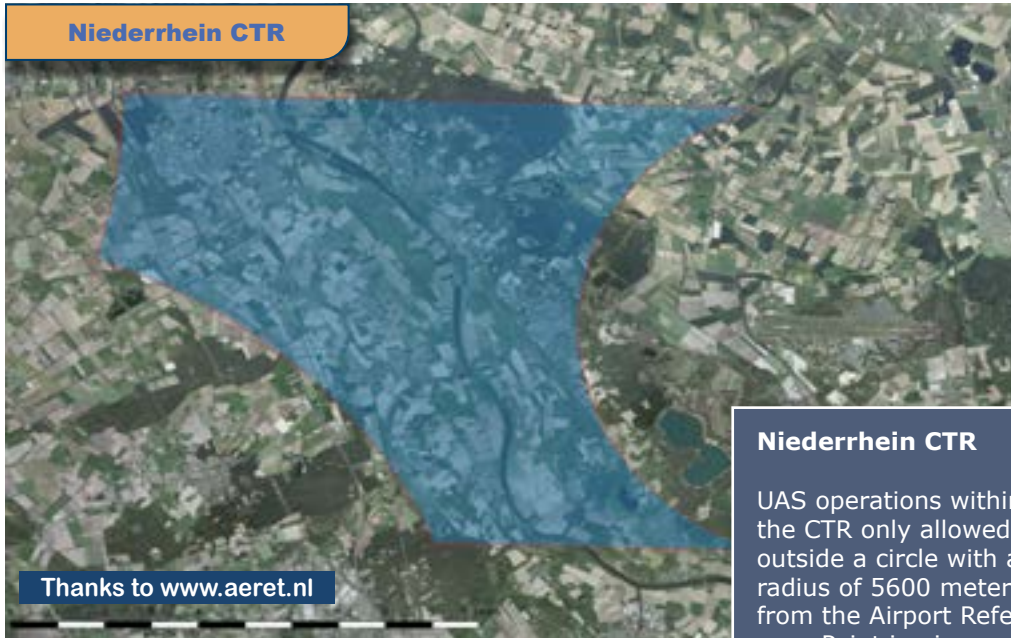 Niederrhein CTR
Niederrhein CTR
UAS operations within
the CTR only allowed
outside a circle with a
radius of 5600 meter
from the Airport Refe
Thanks to www.aeret.nl